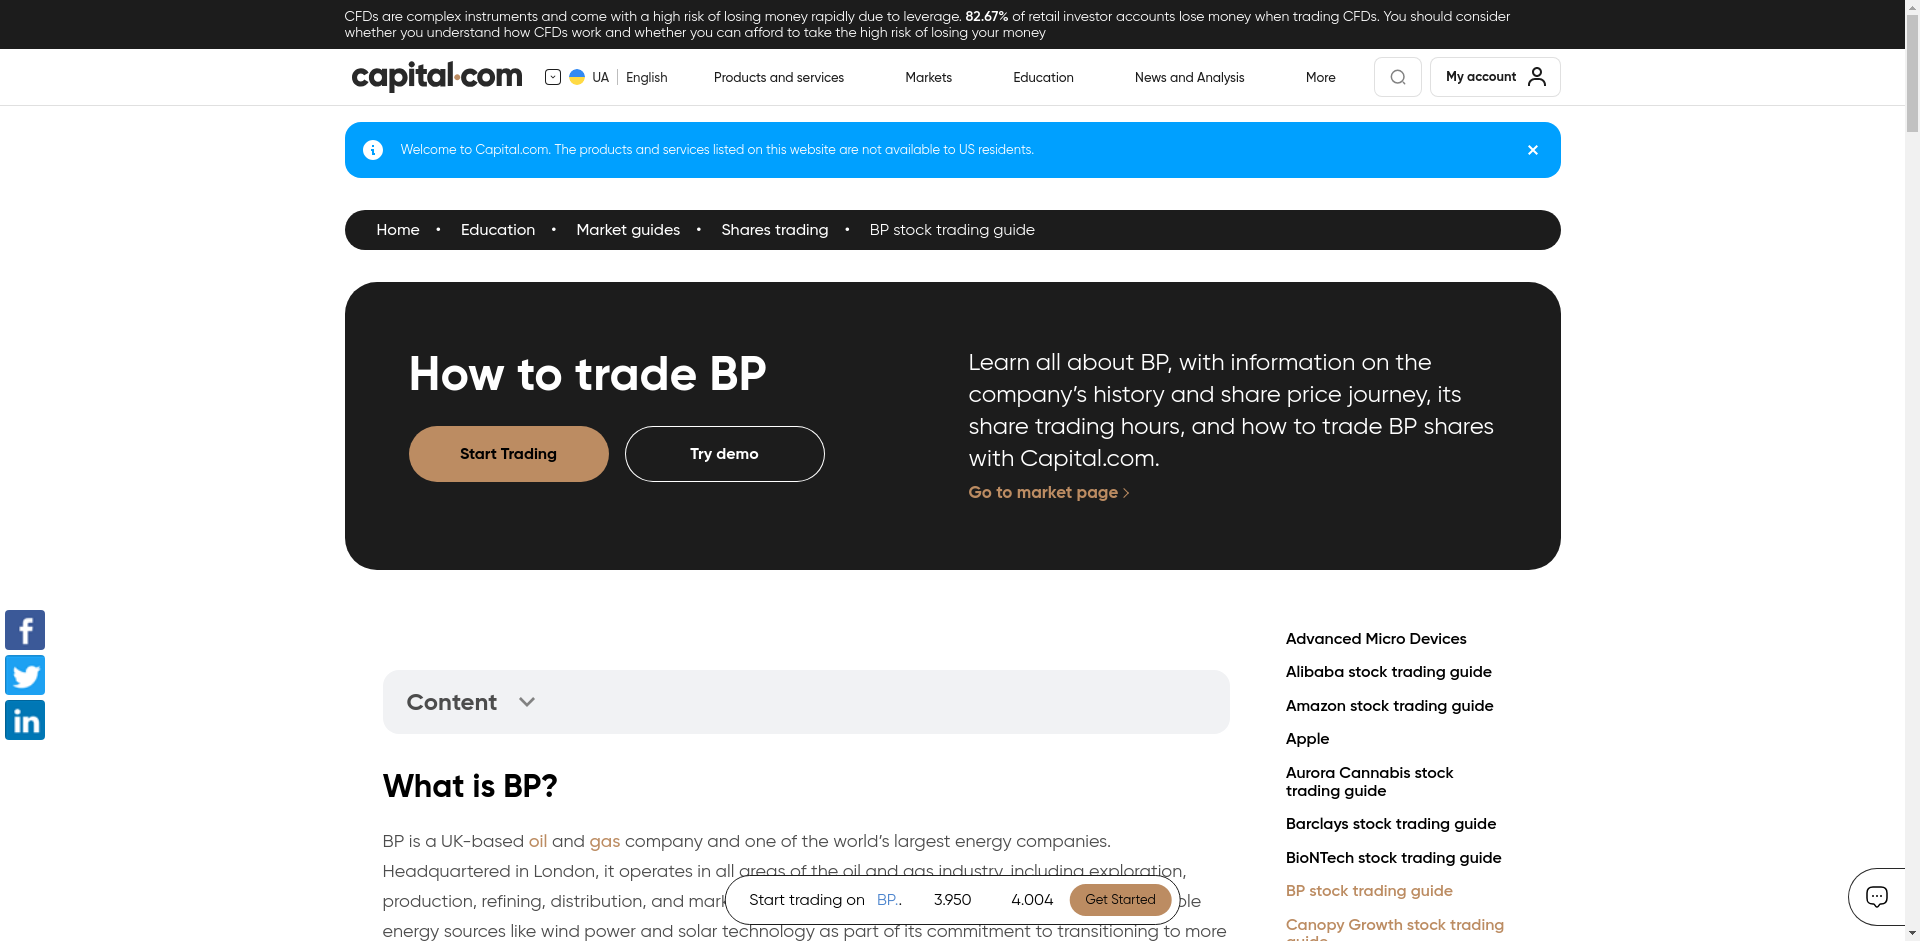 CFDs are complex instruments and come with a high risk of losing money rapidly due to leverage. 82.67% of retail investor accounts lose money when trading CFDs. You should consider
whether you understand how CFDs work and whether you can afford to take the high risk of losing your money
capital.com
UA
English
Products and services
Markets
Education
News and Analysis
More
My account
Welcome to Capital.com. The products and services listed on this website are not available to US residents.
Home • Education • Market guides • Shares trading • BP stock trading guide
How to trade BP
Start Trading
Try demo
Learn all about BP, with information on the
company’s history and share price journey, its
share trading hours, and how to trade BP shares
with Capital.com.
Go to market page
Content
What is BP?
BP is a UK-based oil and gas company and one of the world’s largest energy companies.
Headquartered in London, it operates in all areas of the oil and gas industry, including exploration,
production, refining, distribution, and
energy sources like wind power and solar technology as part of its commitment to transitioning to more
Start trading on BP..
3.950
4.004
Get Started
Advanced Micro Devices
Alibaba stock trading guide
Amazon stock trading guide
Apple
Aurora Cannabis stock
trading guide
Barclays stock trading guide
BioNTech stock trading guide
BP stock trading guide
Canopy Growth stock trading